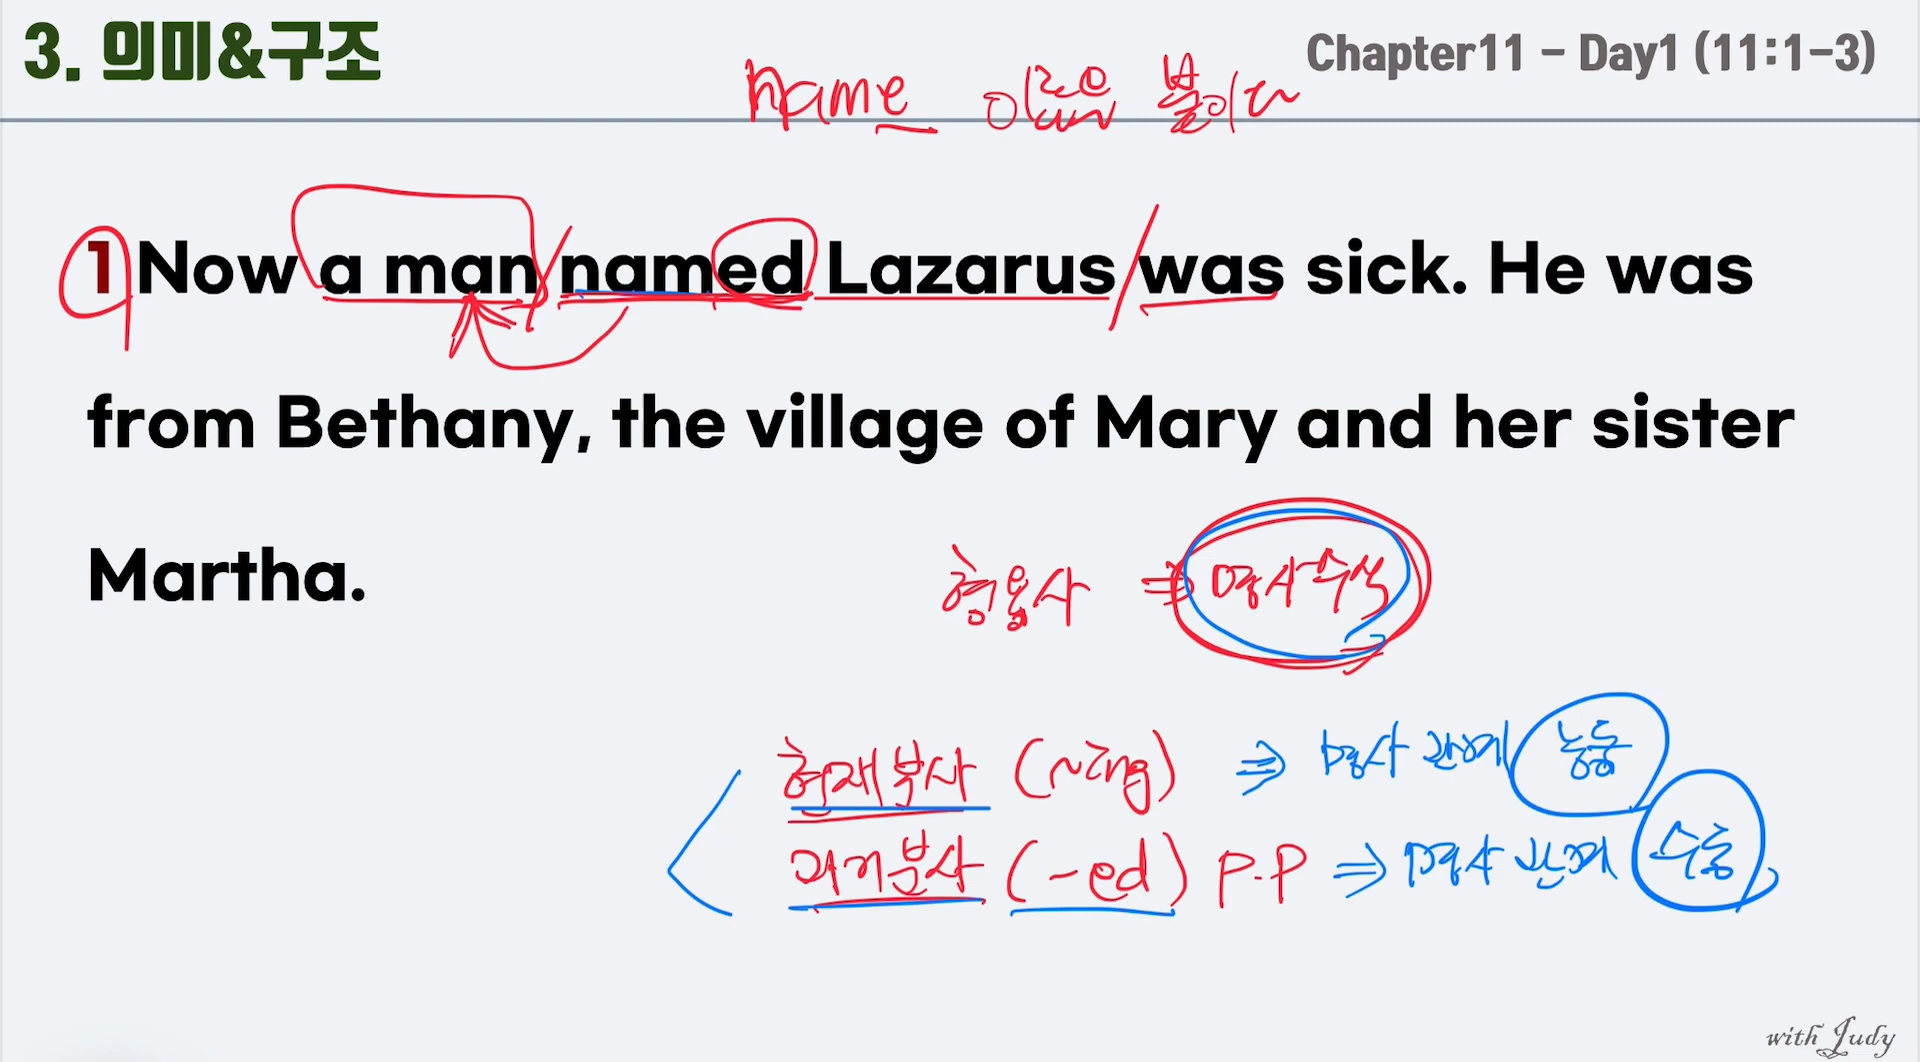 3. 의미&구조
Chapter11 - Day1 (11:1-3)
name 이름을 붙이다
1 Now a man / named Lazarus / was sick. He was
from Bethany, the village of Mary and her sister
Martha.
형용사 ⇒ 명사수식
현재분사 (~ing) ⇒ 명사 관계 능동
과거분사 (-ed) P.P ⇒ 명사 관계 수동
with Judy